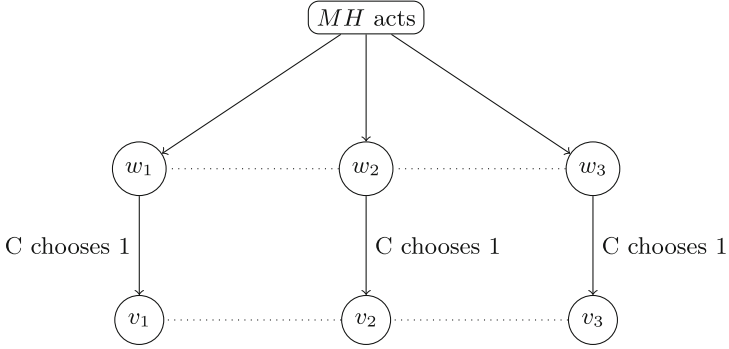 MH acts
w₁ w₂ w₃
C chooses 1 C chooses 1 C chooses 1
v₁ v₂ v₃